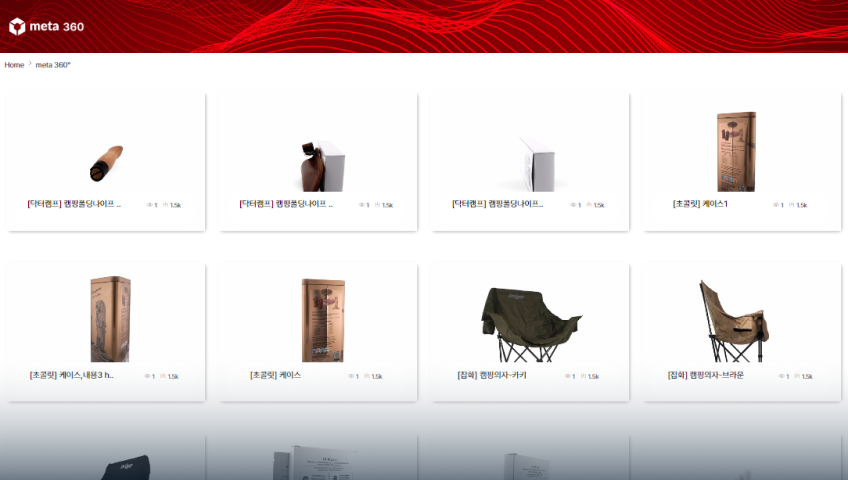 meta 360
Home > meta 360°
[닥터캠프] 캠핑폴딩나이프 .. 1 1.5k
[닥터캠프] 캠핑폴딩나이프 .. 1 1.5k
[닥터캠프] 캠핑폴딩나이프.. 1 1.5k
[초콜릿] 케이스1 1 1.5k
[초콜릿] 케이스,내용3 h.. 1 1.5k
[초콜릿] 케이스 1 1.5k
[잡화] 캠핑의자-카키 1 1.5k
[잡화] 캠핑의자-브라운 1 1.5k